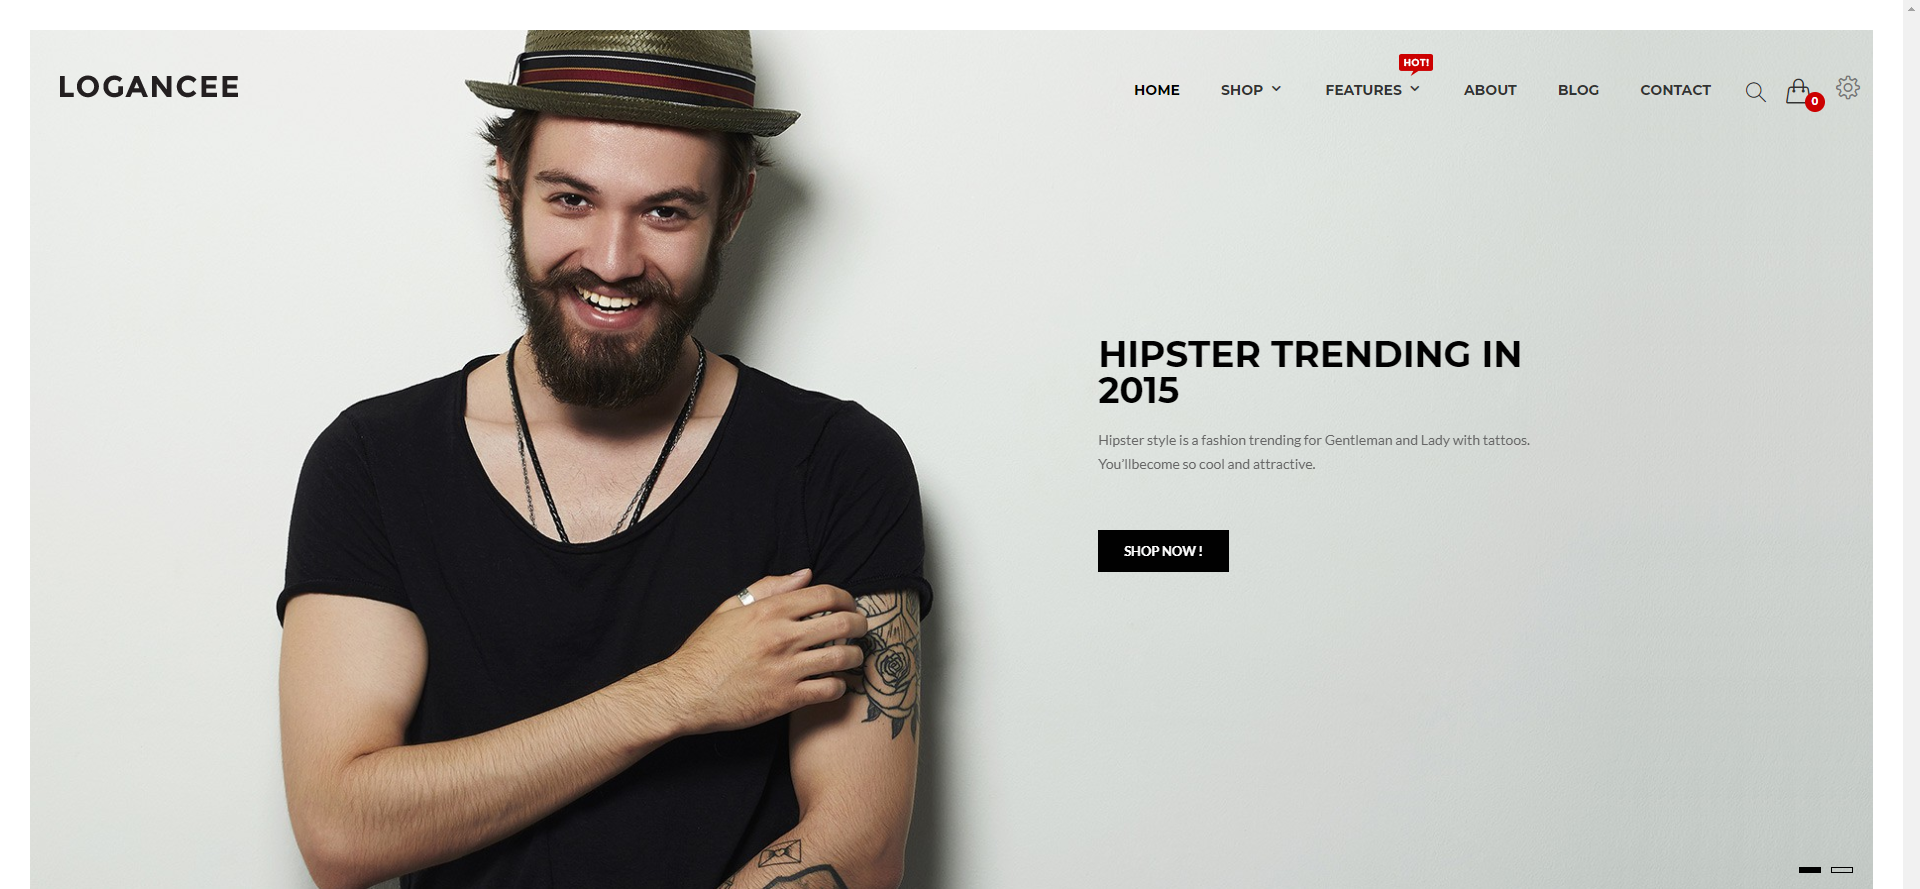 LOGANCEE
HOT!
HOME SHOP FEATURES ABOUT BLOG CONTACT
0
HIPSTER TRENDING IN
2015
Hipster style is a fashion trending for Gentleman and Lady with tattoos.
You'llbecome so cool and attractive.
SHOP NOW !